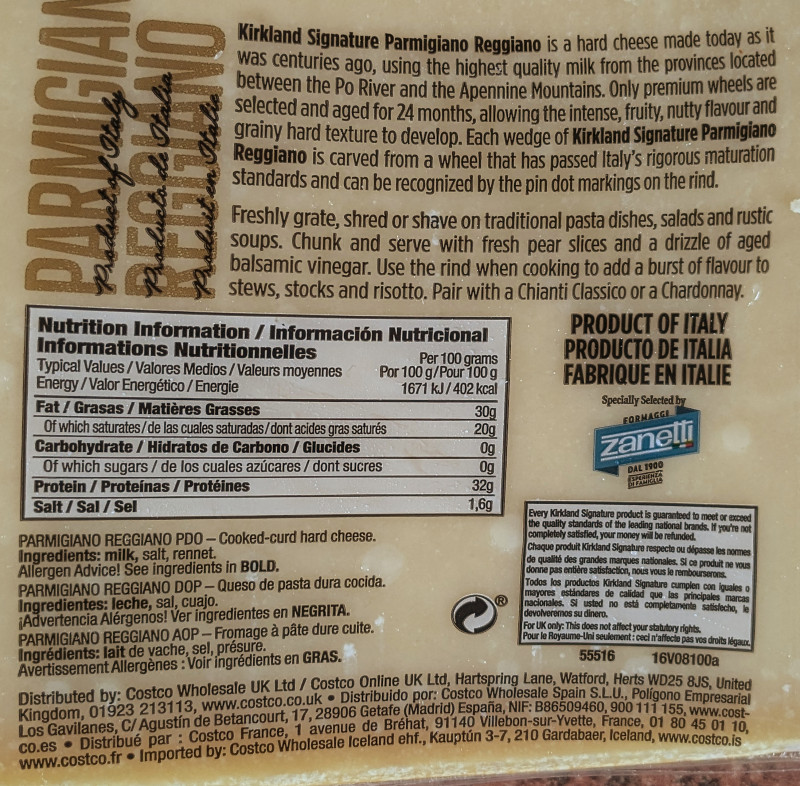 PARMIGIANO
REGGIANO
Product of Italy
Producto de Italia
Produit en Italie
Kirkland Signature Parmigiano Reggiano is a hard cheese made today as it
was centuries ago, using the highest quality milk from the provinces located
between the Po River and the Apennine Mountains. Only premium wheels are
selected and aged for 24 months, allowing the intense, fruity, nutty flavour and
grainy hard texture to develop. Each wedge of Kirkland Signature Parmigiano
Reggiano is carved from a wheel that has passed Italy's rigorous maturation
standards and can be recognized by the pin dot markings on the rind.
Freshly grate, shred or shave on traditional pasta dishes, salads and rustic
soups. Chunk and serve with fresh pear slices and a drizzle of aged
balsamic vinegar. Use the rind when cooking to add a burst of flavour to
stews, stocks and risotto. Pair with a Chianti Classico or a Chardonnay.
Nutrition Information / Información Nutricional
Informations Nutritionnelles
Typical Values / Valores Medios / Valeurs moyennes
Per 100 grams
Por 100 g/Pour 100 g
Energy / Valor Energético / Energie 1671 kJ / 402 kcal
Fat / Grasas / Matières Grasses 30g
Of which saturates / de las cuales saturadas / dont acides gras saturés 20g
Carbohydrate / Hidratos de Carbono / Glucides 0g
Of which sugars / de los cuales azúcares / dont sucres 0g
Protein / Proteínas / Protéines 32g
Salt / Sal / Sel 1,6g
PRODUCT OF ITALY
PRODUCTO DE ITALIA
FABRIQUE EN ITALIE
Specially Selected by
FORMAGGI
zanetti
DAL 1900
ESPERIENZA
DI FAMIGLIA
PARMIGIANO REGGIANO PDO – Cooked-curd hard cheese.
Ingredients: milk, salt, rennet.
Allergen Advice! See ingredients in BOLD.
PARMIGIANO REGGIANO DOP – Queso de pasta dura cocida.
Ingredientes: leche, sal, cuajo.
¡Advertencia Alérgenos! Ver ingredientes en NEGRITA.
PARMIGIANO REGGIANO AOP – Fromage à pâte dure cuite.
Ingrédients: lait de vache, sel, présure.
Avertissement Allergènes : Voir ingrédients en GRAS.
®
Every Kirkland Signature product is guaranteed to meet or exceed
the quality standards of the leading national brands. If you're not
completely satisfied, your money will be refunded.
Chaque produit Kirkland Signature respecte ou dépasse les normes
de qualité des grandes marques nationales. Si ce produit ne vous
donne pas entière satisfaction, nous vous le rembourserons.
Todos los productos Kirkland Signature cumplen con iguales o
mayores estándares de calidad que las principales marcas
nacionales. Si usted no está completamente satisfecho, le
devolveremos su dinero.
For UK only: This does not affect your statutory rights.
Pour le Royaume-Uni seulement : ceci n'affecte pas vos droits légaux.
55516 16V08100a
Distributed by: Costco Wholesale UK Ltd / Costco Online UK Ltd, Hartspring Lane, Watford, Herts WD25 8JS, United
Kingdom, 01923 213113, www.costco.co.uk • Distribuido por: Costco Wholesale Spain S.L.U., Polígono Empresarial
Los Gavilanes, C/ Agustín de Betancourt, 17, 28906 Getafe (Madrid) España, NIF: B86509460, 900 111 155, www.cost-
co.es • Distribué par : Costco France, 1 avenue de Bréhat, 91140 Villebon-sur-Yvette, France, 01 80 45 01 10,
www.costco.fr • Imported by: Costco Wholesale Iceland ehf., Kauptún 3-7, 210 Gardabaer, Iceland, www.costco.is